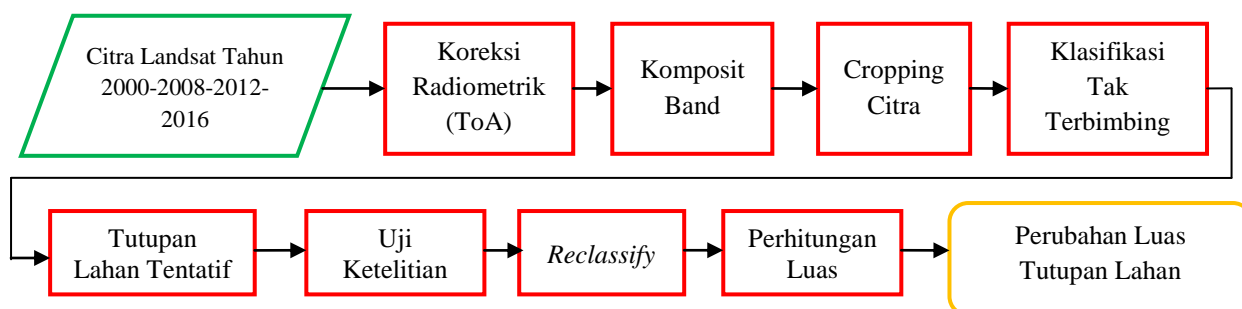 Citra Landsat Tahun
2000-2008-2012-
2016
Koreksi
Radiometrik
(ToA)
Komposit
Band
Cropping
Citra
Klasifikasi
Tak
Terbimbing
Tutupan
Lahan Tentatif
Uji
Ketelitian
Reclassify
Perhitungan
Luas
Perubahan Luas
Tutupan Lahan